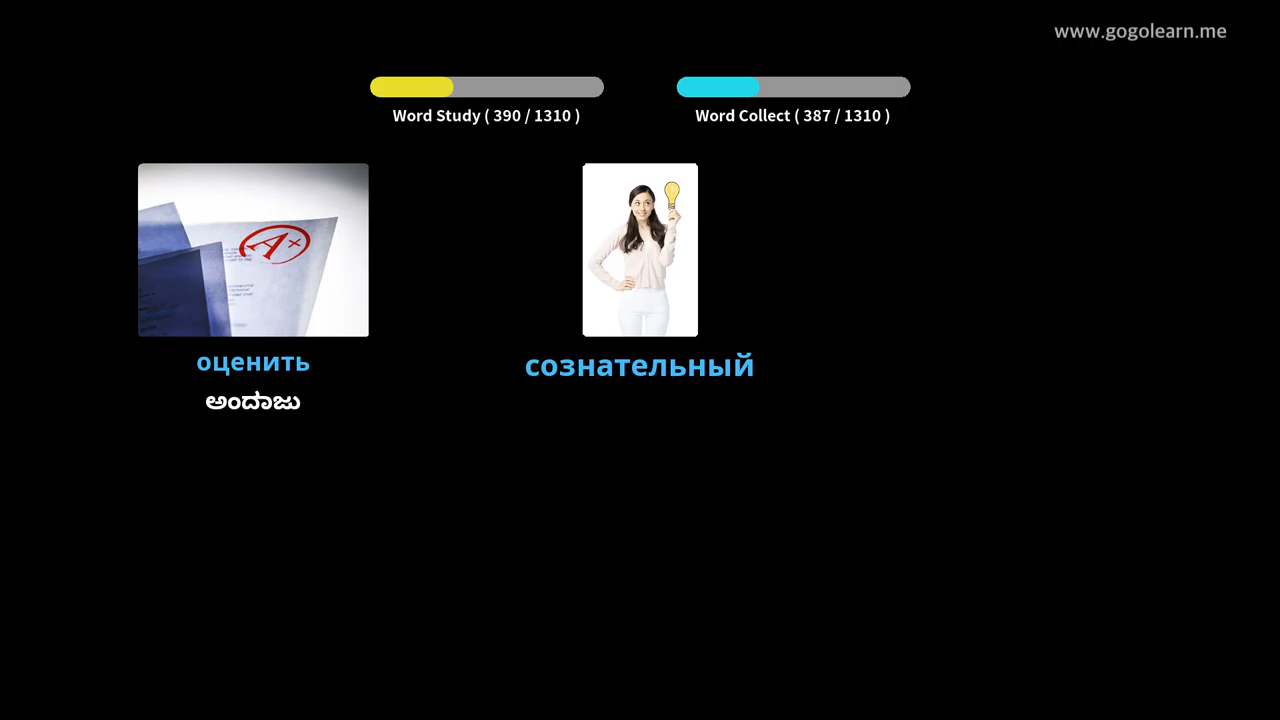 www.gogolearn.me
Word Study ( 390 / 1310 )
Word Collect ( 387 / 1310 )
A+
оценить
ಅಂದಾಜು
сознательный